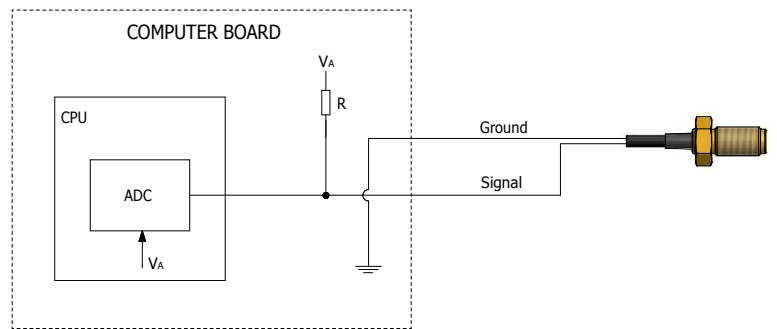 COMPUTER BOARD
VA
R
CPU
Ground
ADC
Signal
VA